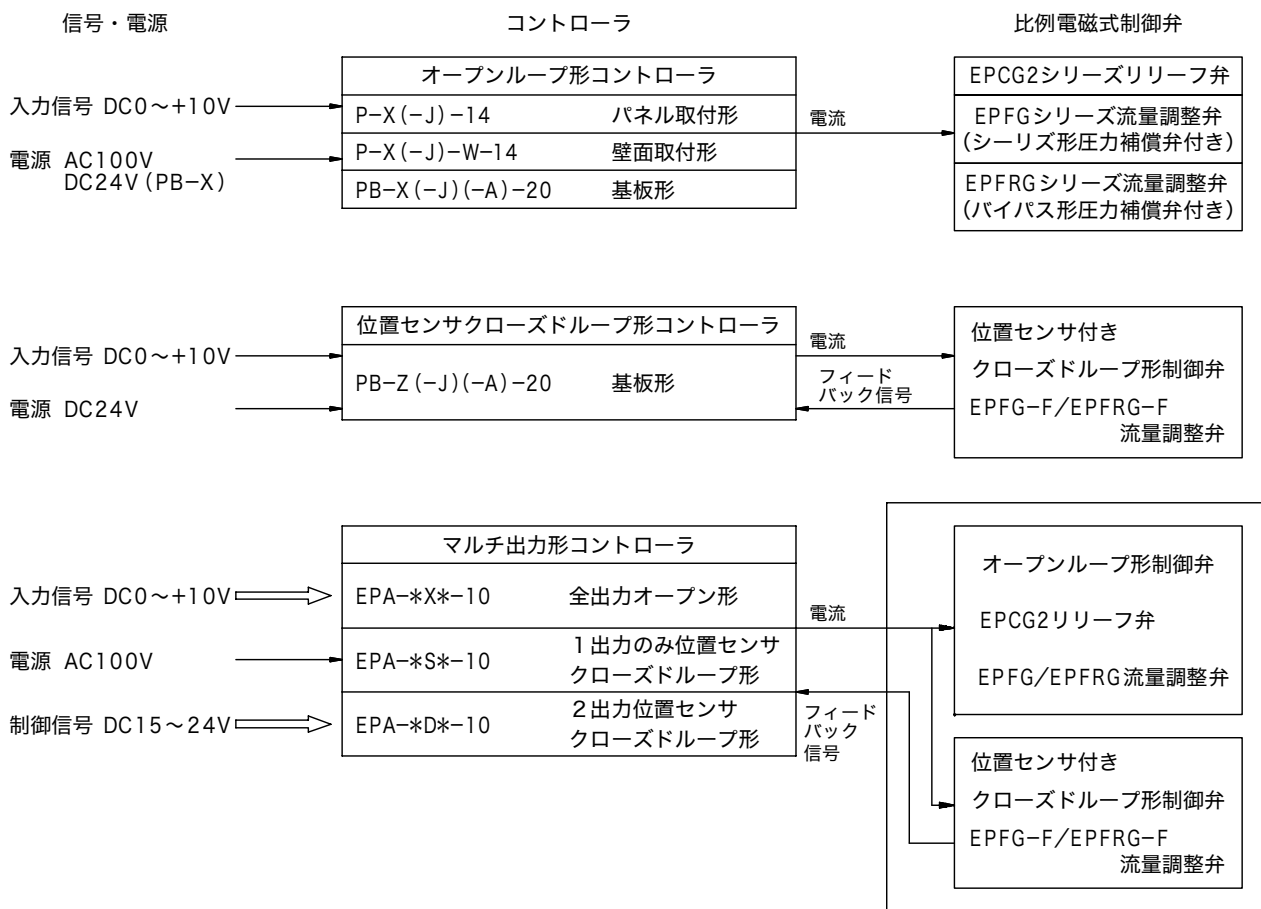 信号・電源
コントローラ
比例電磁式制御弁
入力信号 DC0～+10V
電源 AC100V
DC24V(PB−X)
オープンループ形コントローラ
P−X(−J)−14 パネル取付形
P−X(−J)−W−14 壁面取付形
PB−X(−J)(−A)−20 基板形
電流
EPCG2シリーズリリーフ弁
EPFGシリーズ流量調整弁
(シーリズ形圧力補償弁付き)
EPFRGシリーズ流量調整弁
(バイパス形圧力補償弁付き)
入力信号 DC0～+10V
電源 DC24V
位置センサクローズドループ形コントローラ
PB−Z(−J)(−A)−20 基板形
電流
フィード
バック信号
位置センサ付き
クローズドループ形制御弁
EPFG−F/EPFRG−F
流量調整弁
入力信号 DC0～+10V
電源 AC100V
制御信号 DC15～24V
マルチ出力形コントローラ
EPA−*X*−10 全出力オープン形
EPA−*S*−10 1出力のみ位置センサ
クローズドループ形
EPA−*D*−10 2出力位置センサ
クローズドループ形
電流
フィード
バック
信号
オープンループ形制御弁
EPCG2リリーフ弁
EPFG/EPFRG流量調整弁
位置センサ付き
クローズドループ形制御弁
EPFG−F/EPFRG−F
流量調整弁